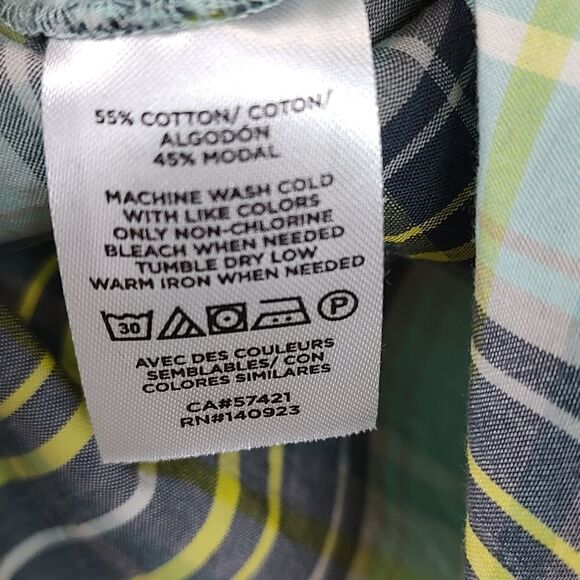 55% COTTON/ COTON/
ALGODÓN
45% MODAL
MACHINE WASH COLD
WITH LIKE COLORS
ONLY NON-CHLORINE
BLEACH WHEN NEEDED
TUMBLE DRY LOW
WARM IRON WHEN NEEDED
30 P
AVEC DES COULEURS
SEMBLABLES/ CON
COLORES SIMILARES
CA#57421
RN#140923